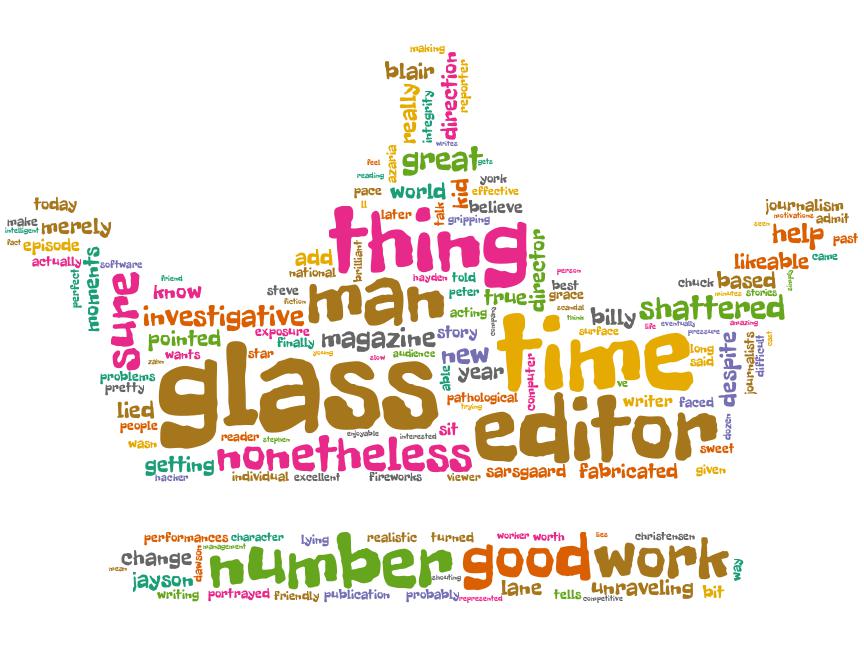 making
blair
really
integrity
direction
reporter
writes
azaria
great
gets
feel
reading
pace
world
kid
york
effective
ll
later
talk
believe
gripping
today
make
merely
intelligent
fact
episode
actually
software
perfect
moments
journalism
motivations
admit
seen
help
past
likeable
came
thing
director
add
national
brilliant
hayden
told
person
friend
know
steve
fiction
man
peter
true
best
grace
scandal
think
chuck
based
minutes
stories
simply
sure
investigative
acting
compare
billy
shattered
pointed
exposure
finally
magazine
story
surface
life
eventually
pressure
amazing
wants
zahn
star
young
slow
audience
new
able
year
time
long
said
despite
journalists
difficult
cast
problems
pretty
glass
pathological
trying
computer
ve
writer
faced
dozen
lied
people
wasn
reader
stephen
enjoyable
interested
sit
editor
sweet
getting
nonetheless
hacker
individual
excellent
fireworks
viewer
sarsgaard
fabricated
given
performances
character
lying
realistic
turned
worker
worth
lies
christensen
change
management
mean
jayson
dawson
number
shouting
good
work
way
writing
portrayed
friendly
publication
probably
represented
lane
tells
competitive
unraveling
bit